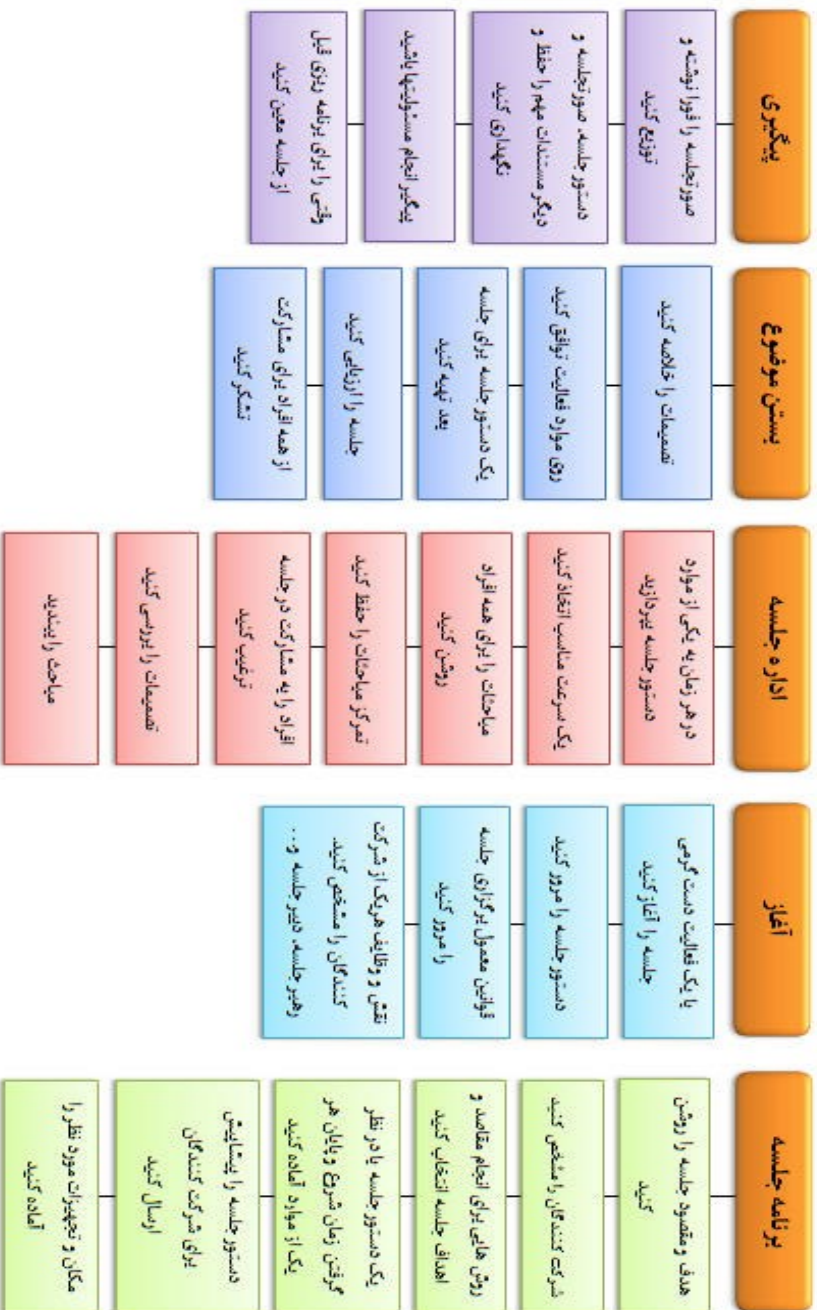 برنامه جلسه
هدف و مقصود جلسه را روشن
کنید
شرکت کنندگان را مشخص کنید
روش هایی برای انجام مقاصد و
اهداف جلسه انتخاب کنید
یک دستور جلسه با در نظر
گرفتن زمان شروع و پایان هر
یک از موارد آماده کنید
دستور جلسه را پیشاپیش
برای شرکت کنندگان
ارسال کنید
مکان و تجهیزات مورد نظر را
آماده کنید
آغاز
با یک فعالیت دست گرمی
جلسه را آغاز کنید
دستور جلسه را مرور کنید
قوانین معمول برگزاری جلسه
را مرور کنید
نقش و وظایف هریک از شرکت
کنندگان را مشخص کنید.
رهبر جلسه، دبیر جلسه و...
اداره جلسه
در هر زمان به یکی از موارد
دستور جلسه بپردازید
یک سرعت مناسب اتخاذ کنید
مباحثات را برای همه افراد
روشن کنید
تمرکز مباحثات را حفظ کنید
افراد را به مشارکت در جلسه
ترغیب کنید
تصمیمات را بررسی کنید
مباحث را ببندید
بستن موضوع
تصمیمات را خلاصه کنید
روی موارد فعالیت توافق کنید
یک دستور جلسه برای جلسه
بعد تهیه کنید
جلسه را ارزیابی کنید
از همه افراد برای مشارکت
تشکر کنید
پیگیری
صورتجلسه را فورا نوشته و
توزیع کنید
دستور جلسه، صورتجلسه و
دیگر مستندات مهم را حفظ و
نگهداری کنید
پیگیر انجام مسئولیتها باشید
وقتی را برای برنامه ریزی قبل
از جلسه معین کنید